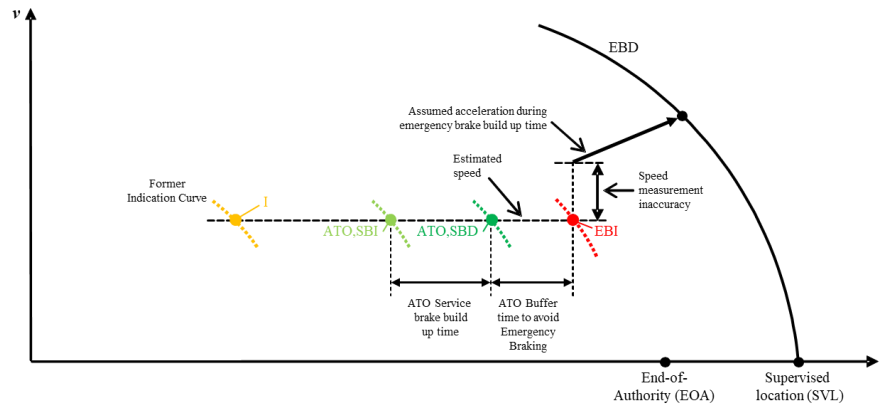 v
EBD
Assumed acceleration during
emergency brake build up time
Estimated
speed
Speed
measurement
inaccuracy
Former
Indication Curve
I
ATO,SBI
ATO,SBD
EBI
ATO Service
brake build
up time
ATO Buffer
time to avoid
Emergency
Braking
End-of-
Authority (EOA)
Supervised
location (SVL)